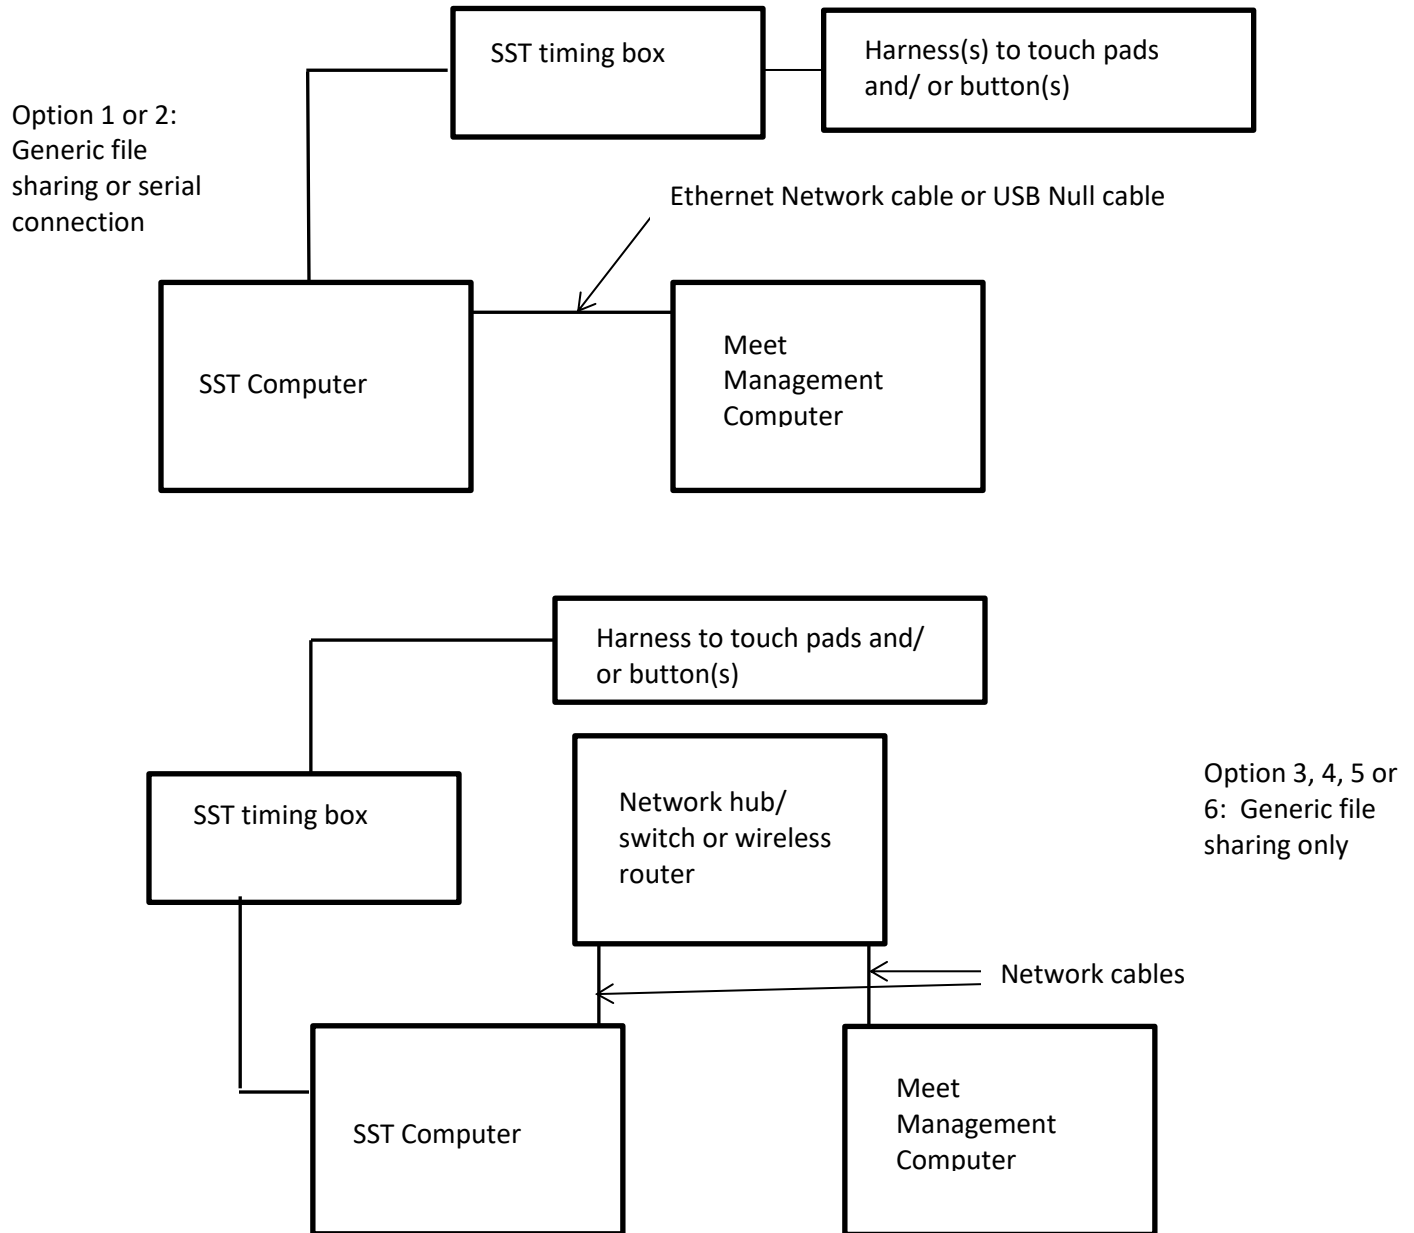 SST timing box
Harness(s) to touch pads
and/ or button(s)
Option 1 or 2:
Generic file
sharing or serial
connection
Ethernet Network cable or USB Null cable
SST Computer
Meet
Management
Computer
Harness to touch pads and/
or button(s)
SST timing box
Network hub/
switch or wireless
router
Option 3, 4, 5 or
6:  Generic file
sharing only
Network cables
SST Computer
Meet
Management
Computer